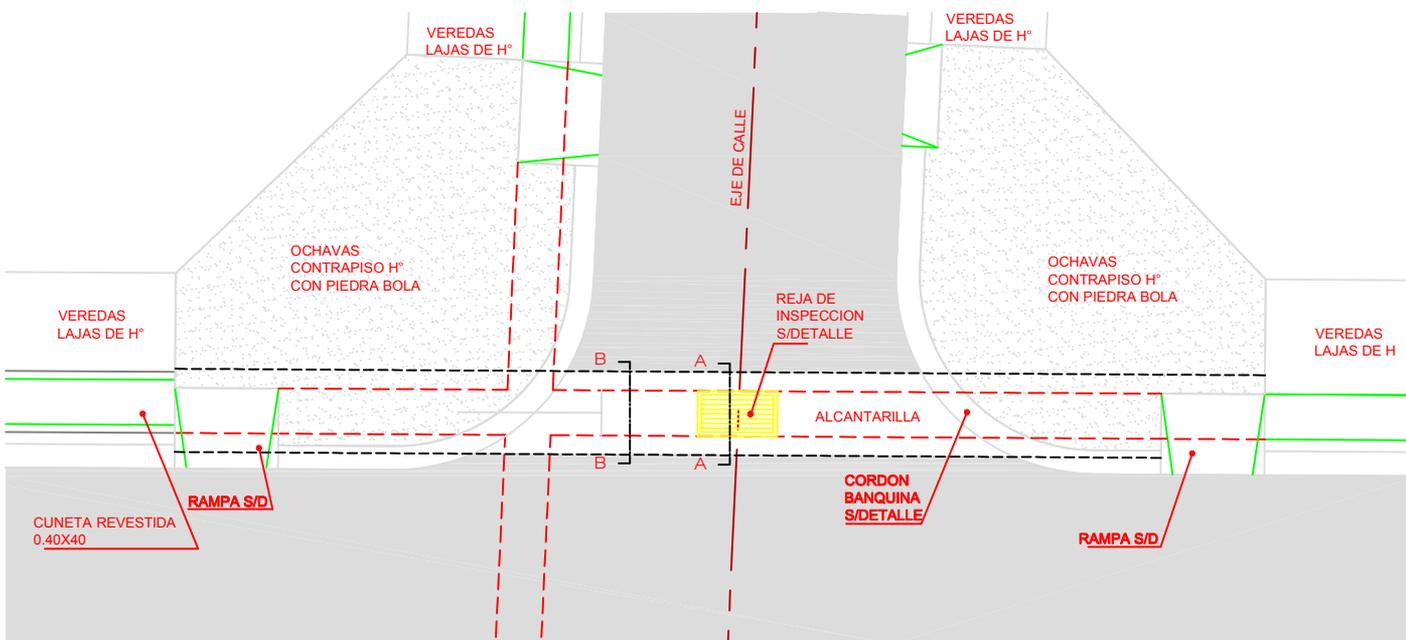 VEREDAS
LAJAS DE H°
VEREDAS
LAJAS DE H°
EJE DE CALLE
OCHAVAS
CONTRAPISO H°
CON PIEDRA BOLA
OCHAVAS
CONTRAPISO H°
CON PIEDRA BOLA
REJA DE
INSPECCION
S/DETALLE
VEREDAS
LAJAS DE H°
VEREDAS
LAJAS DE H
B
A
ALCANTARILLA
B
A
CORDON
BANQUINA
S/DETALLE
RAMPA S/D
CUNETA REVESTIDA
0.40X40
RAMPA S/D